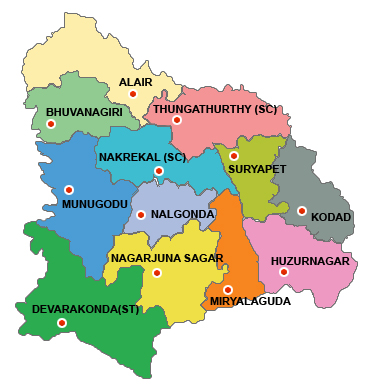 ALAIR
THUNGATHURTHY (SC)
BHUVANAGIRI
NAKREKAL (SC)
SURYAPET
MUNUGODU
NALGONDA
KODAD
NAGARJUNA SAGAR
HUZURNAGAR
MIRYALAGUDA
DEVARAKONDA(ST)